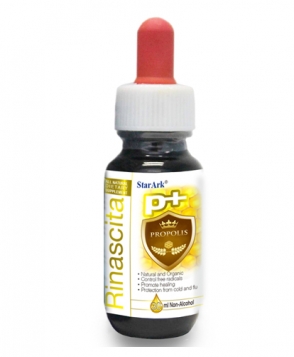 StarArk®
p+
PROPOLIS
Rinascita
• Natural and Organic
• Control free radicals
• Promote healing
• Protection from cold and flu
ml Non-Alcohol